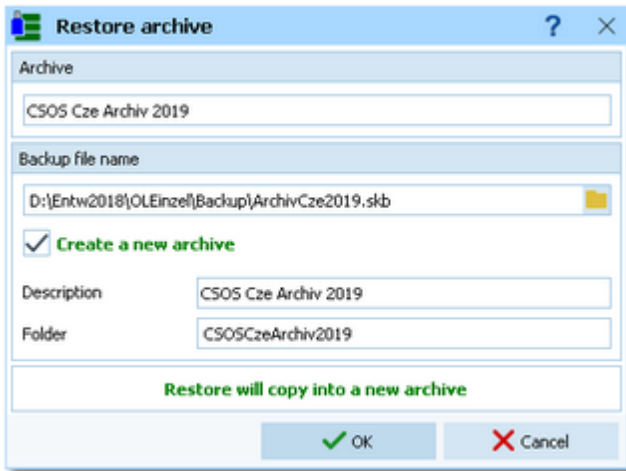 Restore archive
Archive
CSOS Cze Archiv 2019
Backup file name
D:\Entw2018\OLEinzel\Backup\ArchivCze2019.skb
Create a new archive
Description CSOS Cze Archiv 2019
Folder CSOSCzeArchiv2019
Restore will copy into a new archive
OK Cancel